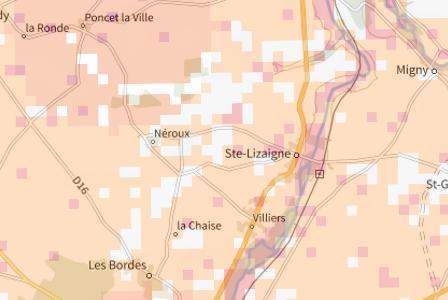 Poncet la Ville
la Ronde
Migny
Néroux
Ste-Lizaigne
D16
St-G
la Chaise
Villiers
Les Bordes